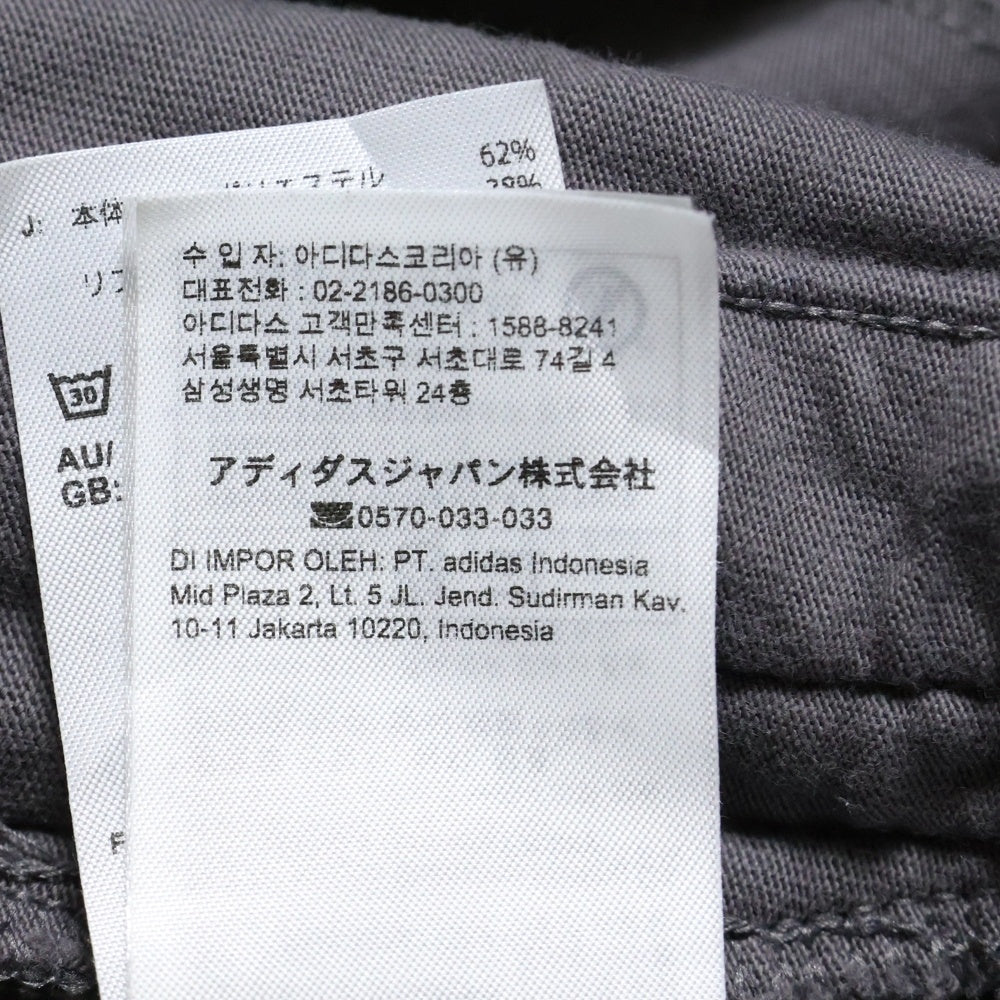 62%
J: 本体
30
AU/
GB:
수 입 자: 아디다스코리아 (유)
대표전화 : 02-2186-0300
아디다스 고객만족센터 : 1588-8241
서울특별시 서초구 서초대로 74길 4
삼성생명 서초타워 24층
アディダスジャパン株式会社
0570-033-033
DI IMPOR OLEH: PT. adidas Indonesia
Mid Plaza 2, Lt. 5 JL. Jend. Sudirman Kav.
10-11 Jakarta 10220, Indonesia